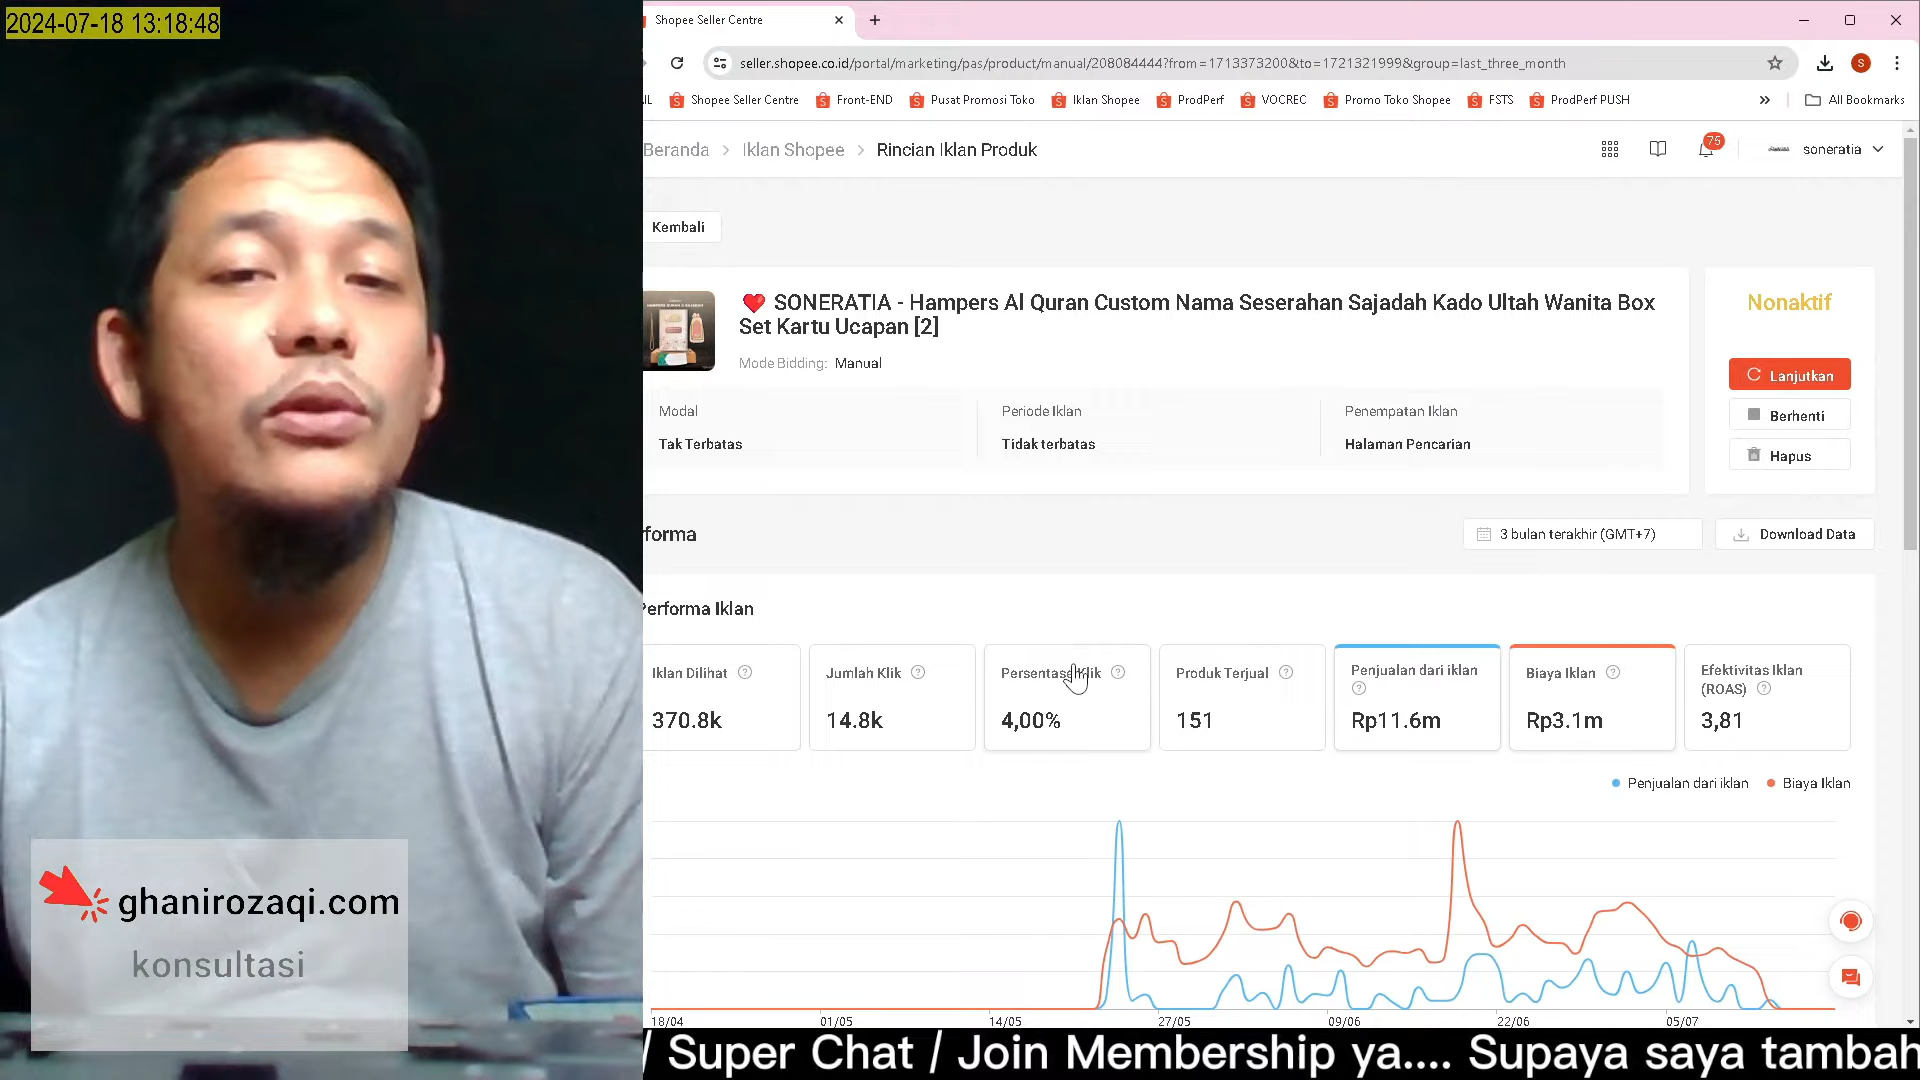 2024-07-18 13:18:48
Shopee Seller Centre
seller.shopee.co.id/portal/marketing/pas/product/manual/208084444?from=1713373200&to=1721321999&group=last_three_month
S
Shopee Seller Centre
Front-END
Pusat Promosi Toko
Iklan Shopee
ProdPerf
VOCREC
Promo Toko Shopee
FSTS
ProdPerf PUSH
All Bookmarks
Beranda > Iklan Shopee > Rincian Iklan Produk
75
soneratia
Kembali
❤️ SONERATIA - Hampers Al Quran Custom Nama Seserahan Sajadah Kado Ultah Wanita Box
Set Kartu Ucapan [2]
Mode Bidding: Manual
Nonaktif
Lanjutkan
Berhenti
Hapus
Modal
Tak Terbatas
Periode Iklan
Tidak terbatas
Penempatan Iklan
Halaman Pencarian
forma
3 bulan terakhir (GMT+7)
Download Data
Performa Iklan
Iklan Dilihat
370.8k
Jumlah Klik
14.8k
Persentase Klik
4,00%
Produk Terjual
151
Penjualan dari iklan
Rp11.6m
Biaya Iklan
Rp3.1m
Efektivitas Iklan
(ROAS)
3,81
Penjualan dari iklan
Biaya Iklan
18/04
01/05
14/05
27/05
09/06
22/06
05/07
ghanirozaqi.com
konsultasi
/ Super Chat / Join Membership ya.... Supaya saya tambah